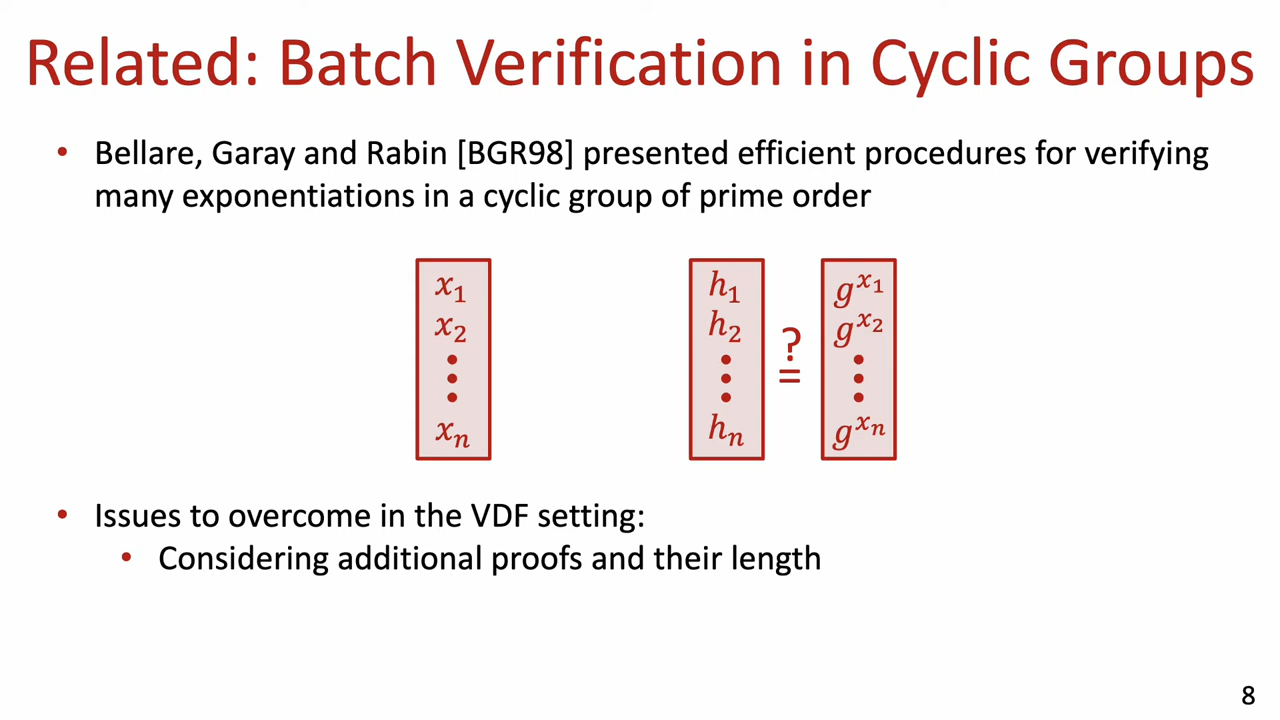 Related: Batch Verification in Cyclic Groups
• Bellare, Garay and Rabin [BGR98] presented efficient procedures for verifying
many exponentiations in a cyclic group of prime order
x₁
x₂
⋮
xₙ
h₁
h₂
⋮
hₙ
?
=
g^{x₁}
g^{x₂}
⋮
g^{xₙ}
• Issues to overcome in the VDF setting:
• Considering additional proofs and their length
8